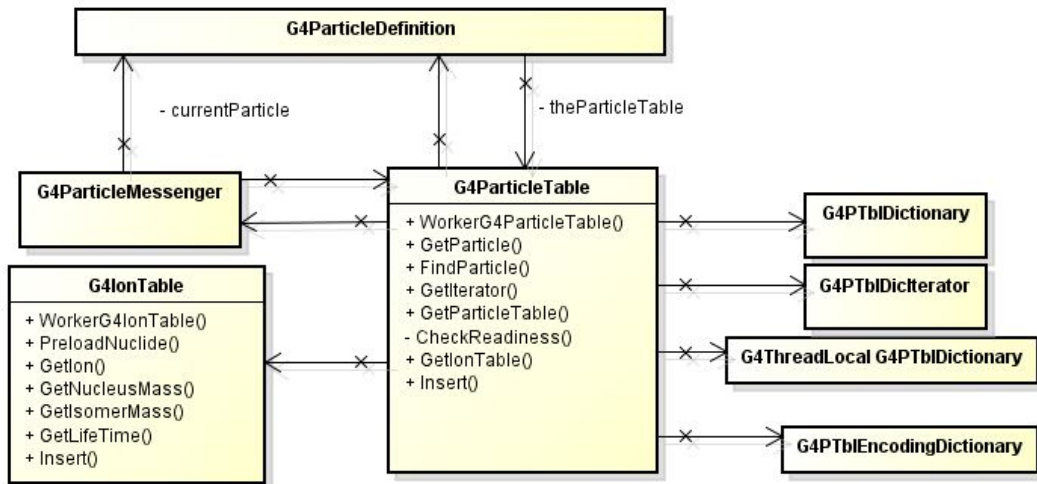 G4ParticleDefinition
- currentParticle
- theParticleTable
G4ParticleMessenger
G4ParticleTable
+ WorkerG4ParticleTable()
+ GetParticle()
+ FindParticle()
+ GetIterator()
+ GetParticleTable()
- CheckReadiness()
+ GetIonTable()
+ Insert()
G4IonTable
+ WorkerG4IonTable()
+ PreloadNuclide()
+ GetIon()
+ GetNucleusMass()
+ GetIsomerMass()
+ GetLifeTime()
+ Insert()
G4PTblDictionary
G4PTblDicIterator
G4ThreadLocal G4PTblDictionary
G4PTblEncodingDictionary